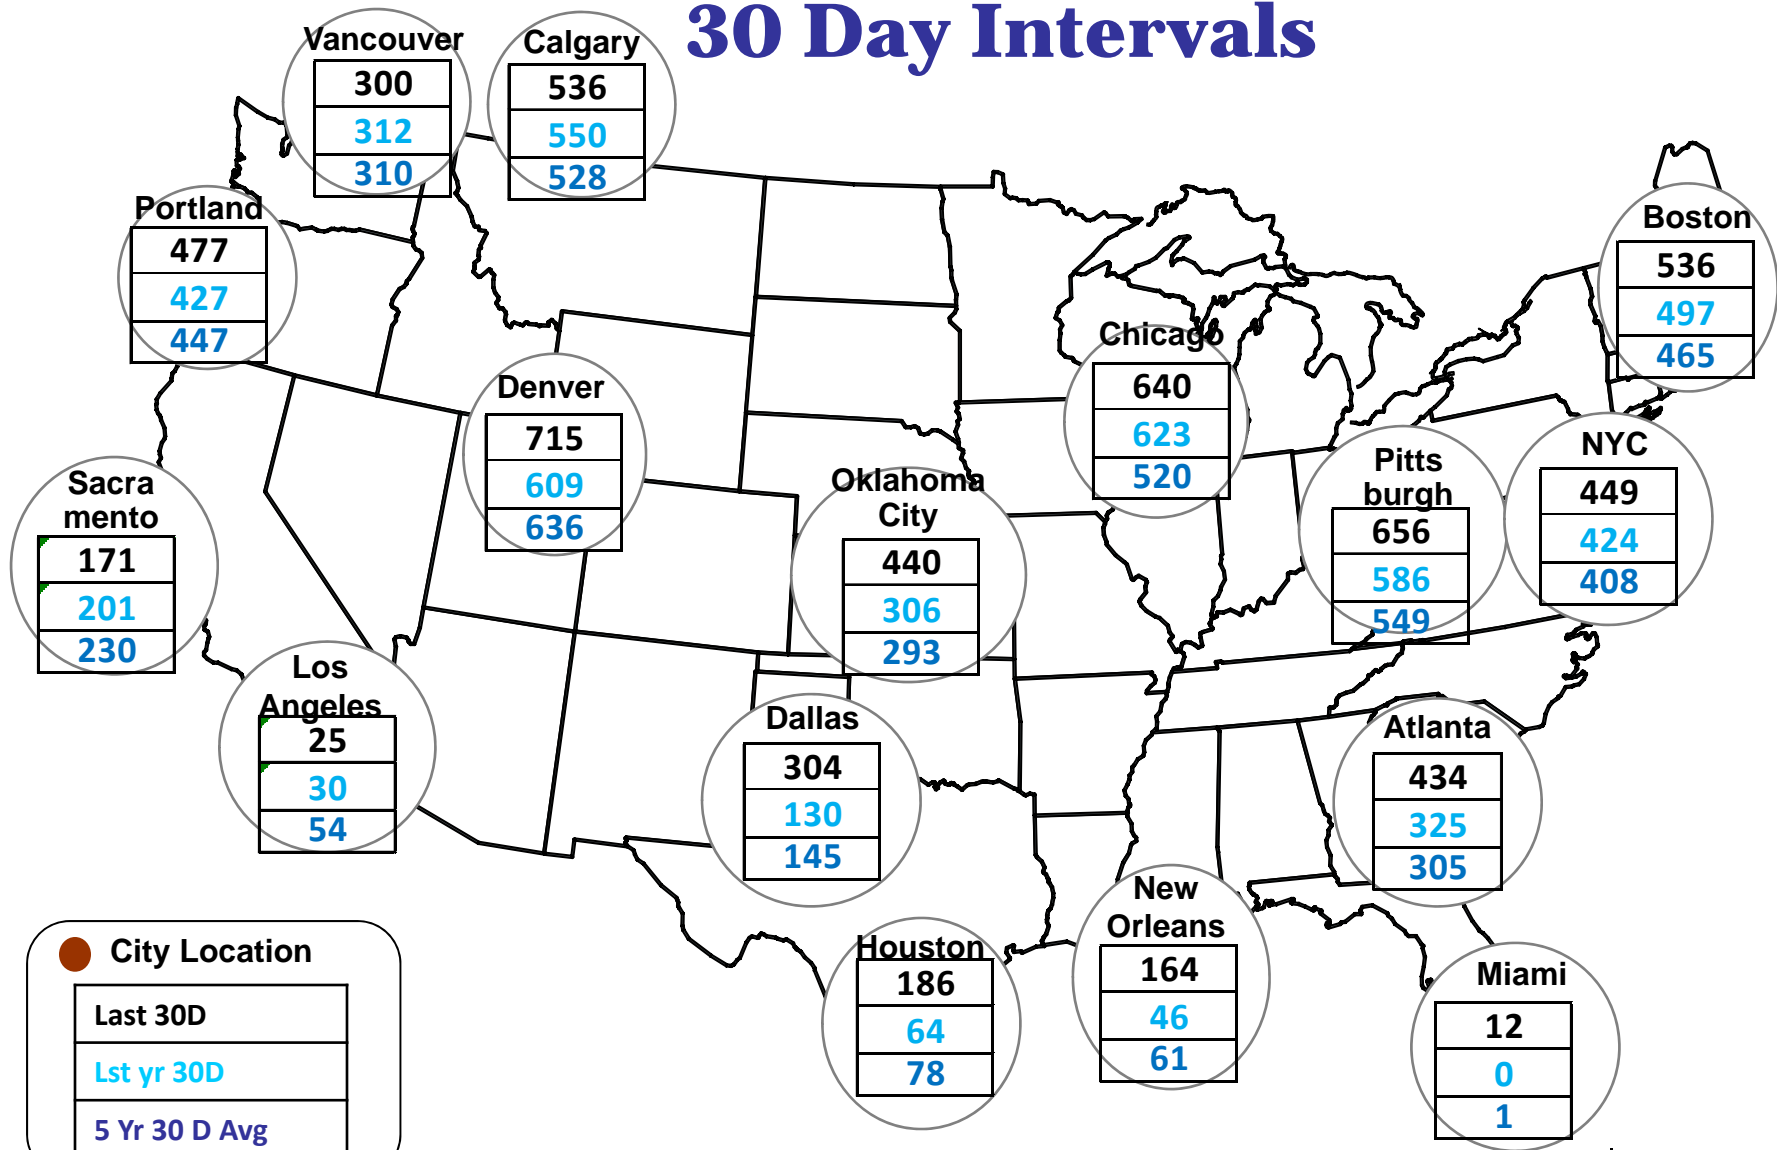 30 Day Intervals
Vancouver
300
312
310
Calgary
536
550
528
Portland
477
427
447
Boston
536
497
465
Chicago
640
623
520
Denver
715
609
636
NYC
449
424
408
Pitts
burgh
656
586
549
Sacra
mento
171
201
230
Oklahoma
City
440
306
293
Los
Angeles
25
30
54
Dallas
304
130
145
Atlanta
434
325
305
New
Orleans
164
46
61
Houston
186
64
78
Miami
12
0
1
City Location
Last 30D
Lst yr 30D
5 Yr 30 D Avg